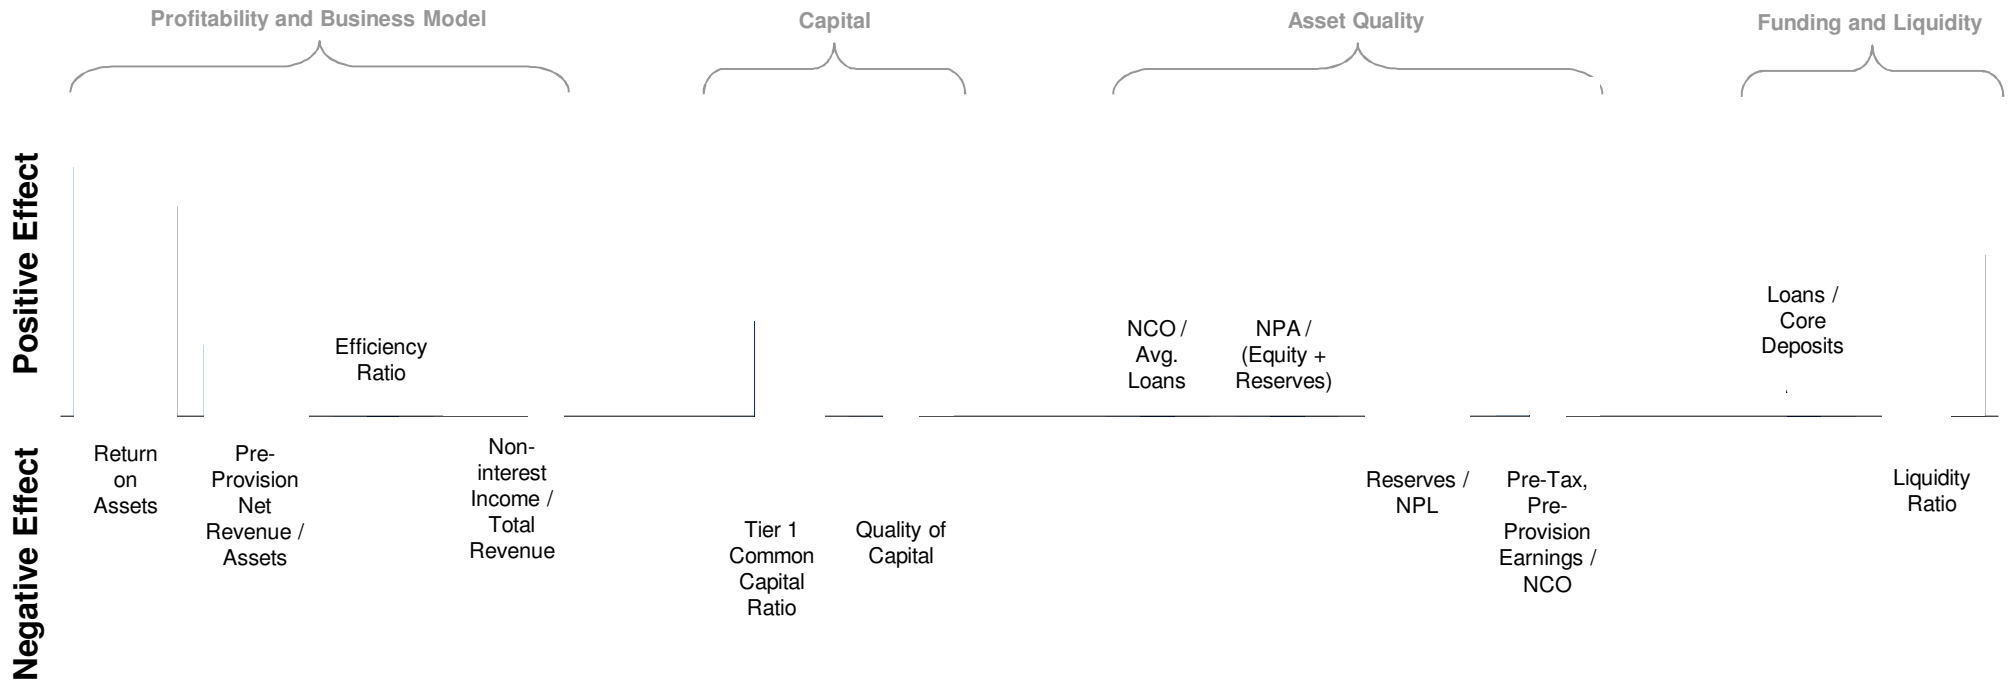 Profitability and Business Model
Capital
Asset Quality
Funding and Liquidity
Positive Effect
Negative Effect
Efficiency
Ratio
NCO /
Avg.
Loans
NPA /
(Equity +
Reserves)
Loans /
Core
Deposits
Return
on
Assets
Pre-
Provision
Net
Revenue /
Assets
Non-
interest
Income /
Total
Revenue
Tier 1
Common
Capital
Ratio
Quality of
Capital
Reserves /
NPL
Pre-Tax,
Pre-
Provision
Earnings /
NCO
Liquidity
Ratio